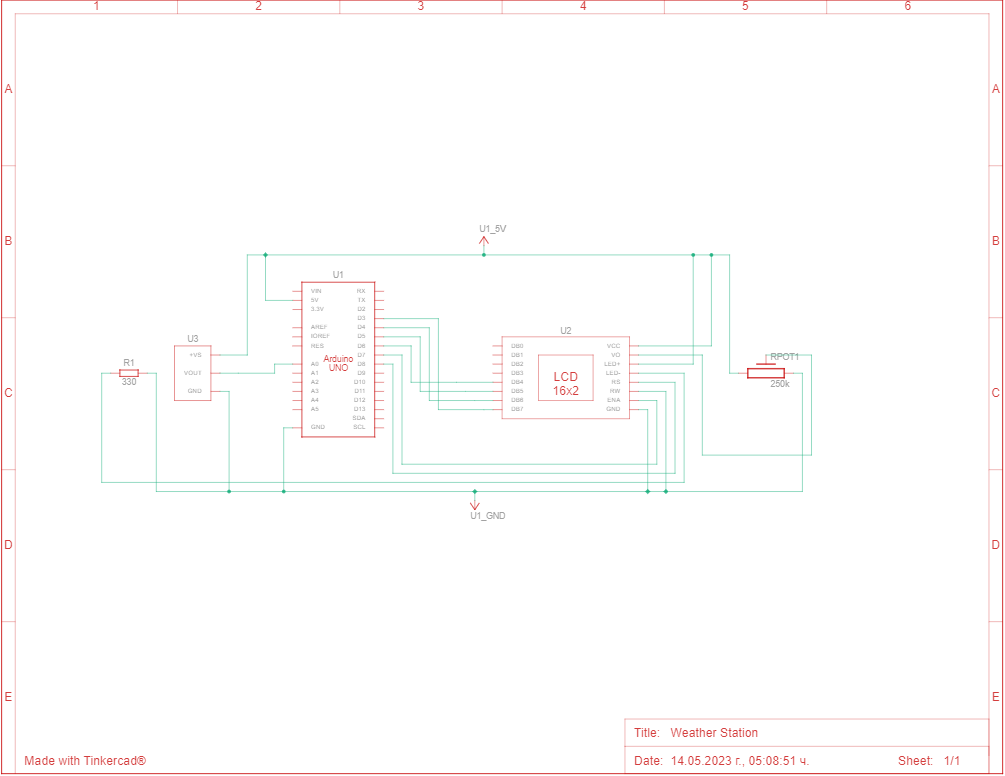 1 2 3 4 5 6
A A
U1_5V
B B
U1
VIN RX
5V TX
3.3V D2
D3
AREF D4
IOREF D5
RES D6
D7
A0 D8
A1 D9
A2 D10
A3 D11
A4 D12
A5 D13
SDA
GND SCL
Arduino
UNO
U3
+VS
VOUT
GND
R1
330
U2
DB0 VCC
DB1 VO
DB2 LED+
DB3 LED-
DB4 RS
DB5 RW
DB6 ENA
DB7 GND
LCD
16x2
RPOT1
250k
C C
U1_GND
D D
E E
Title: Weather Station
Made with Tinkercad®
Date: 14.05.2023 г., 05:08:51 ч. Sheet: 1/1